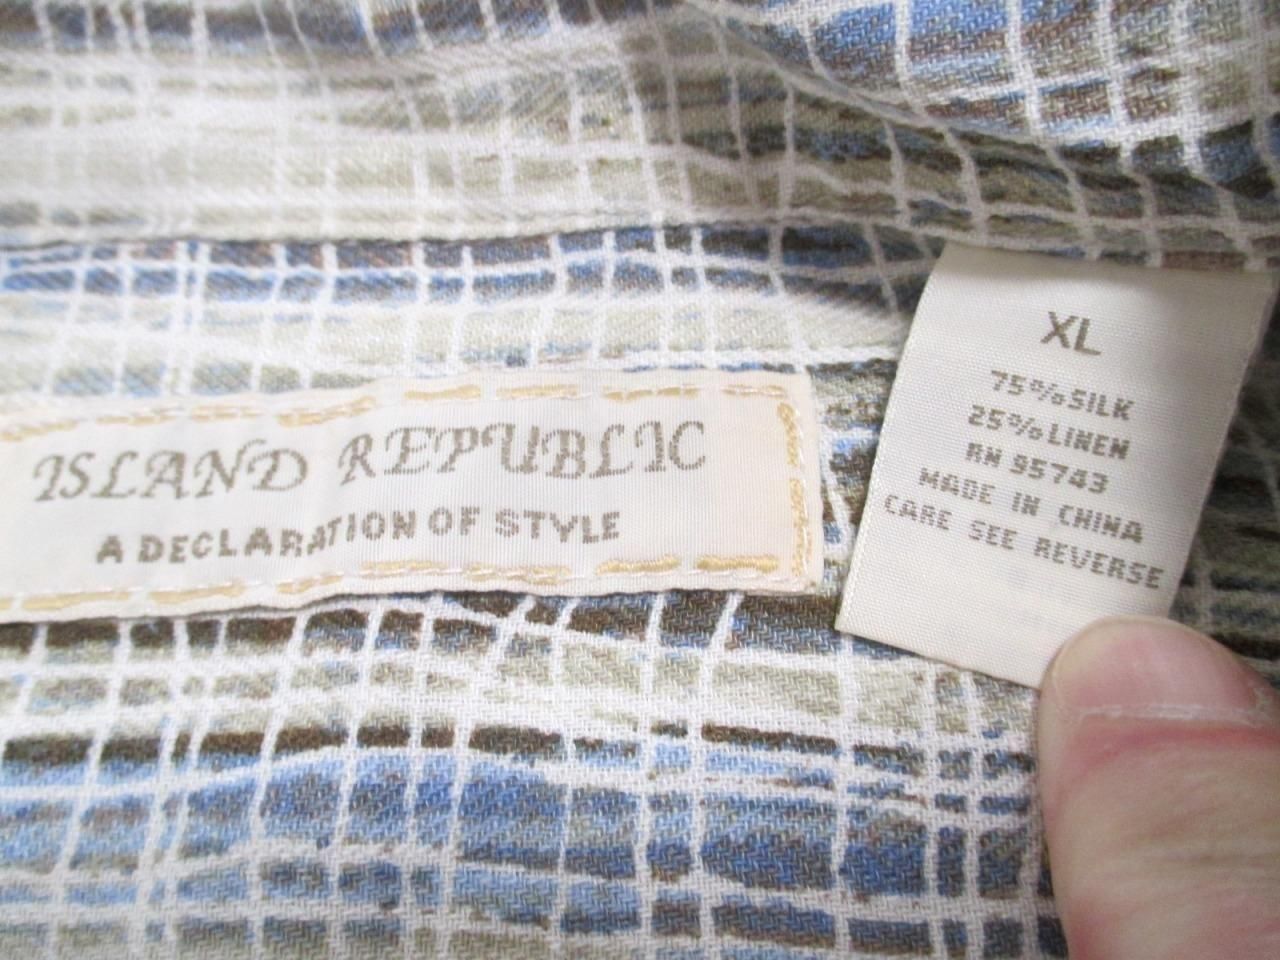 ISLAND REPUBLIC
A DECLARATION OF STYLE
XL
75% SILK
25% LINEN
RN 95743
MADE IN CHINA
CARE SEE REVERSE